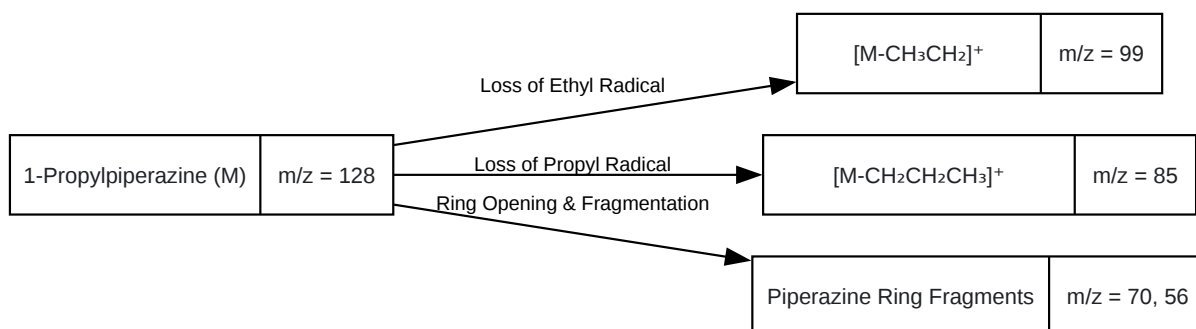 [M-CH₃CH₂]⁺ m/z = 99
Loss of Ethyl Radical
1-Propylpiperazine (M) m/z = 128
Loss of Propyl Radical
[M-CH₂CH₂CH₃]⁺ m/z = 85
Ring Opening & Fragmentation
Piperazine Ring Fragments m/z = 70, 56